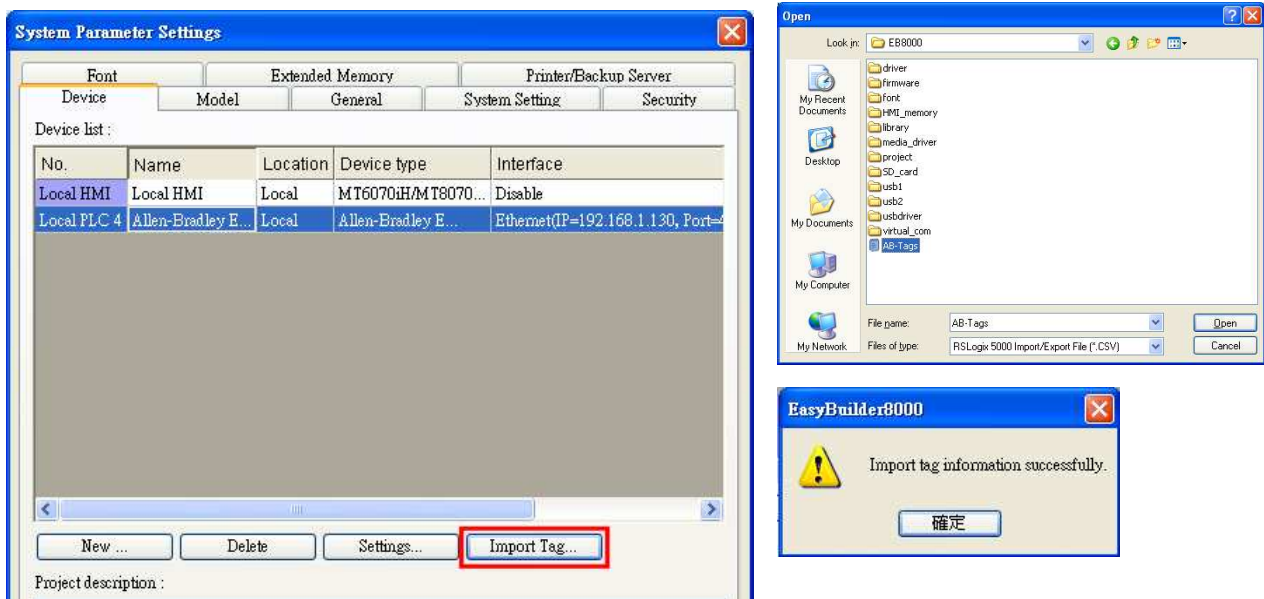 System Parameter Settings
Font Extended Memory Printer/Backup Server
Device Model General System Setting Security
Device list :
No. Name Location Device type Interface
Local HMI Local HMI Local MT6070iH/MT8070... Disable
Local PLC 4 Allen-Bradley E... Local Allen-Bradley E... Ethernet(IP=192.168.1.130, Port=4
New ... Delete Settings... Import Tag...
Project description :
Open
Look in: EB8000
My Recent Documents
Desktop
My Documents
My Computer
My Network
driver
firmware
font
HMI_memory
library
media_driver
project
SD_card
usb1
usb2
usbdriver
virtual_com
AB-Tags
File name: AB-Tags Open
Files of type: RSLogix 5000 Import/Export File (*.CSV) Cancel
EasyBuilder8000
Import tag information successfully.
確定